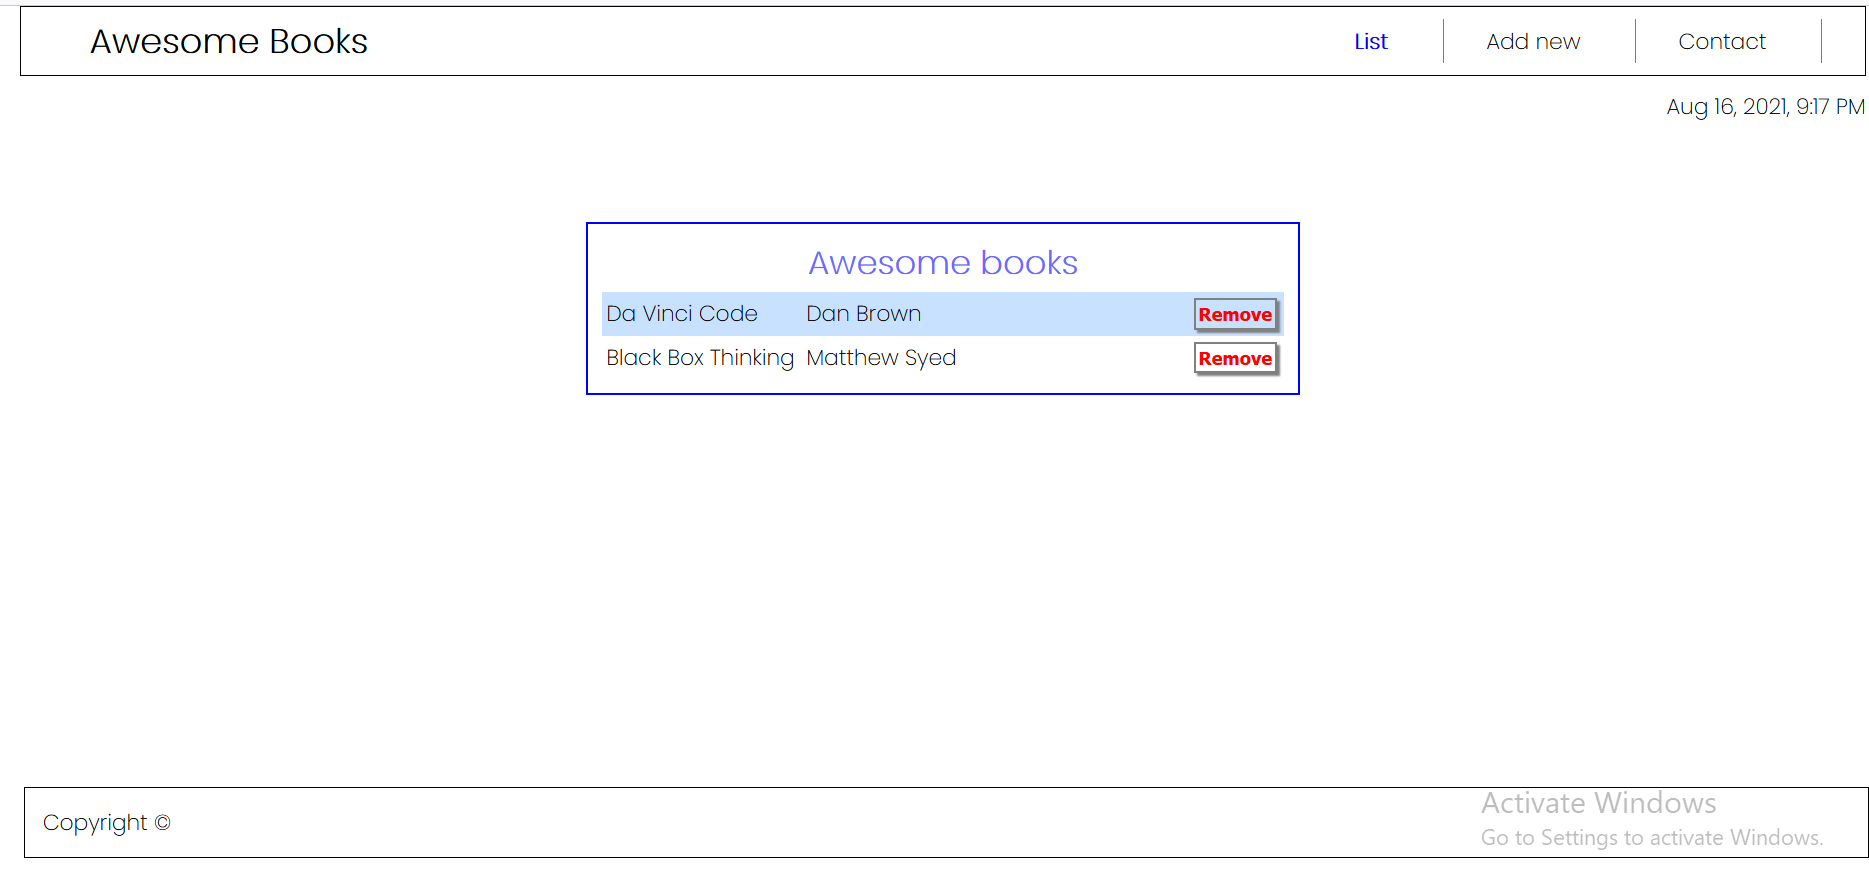 Awesome Books List Add new Contact
Aug 16, 2021, 9:17 PM
Awesome books
Da Vinci Code Dan Brown Remove
Black Box Thinking Matthew Syed Remove
Copyright ©
Activate Windows
Go to Settings to activate Windows.